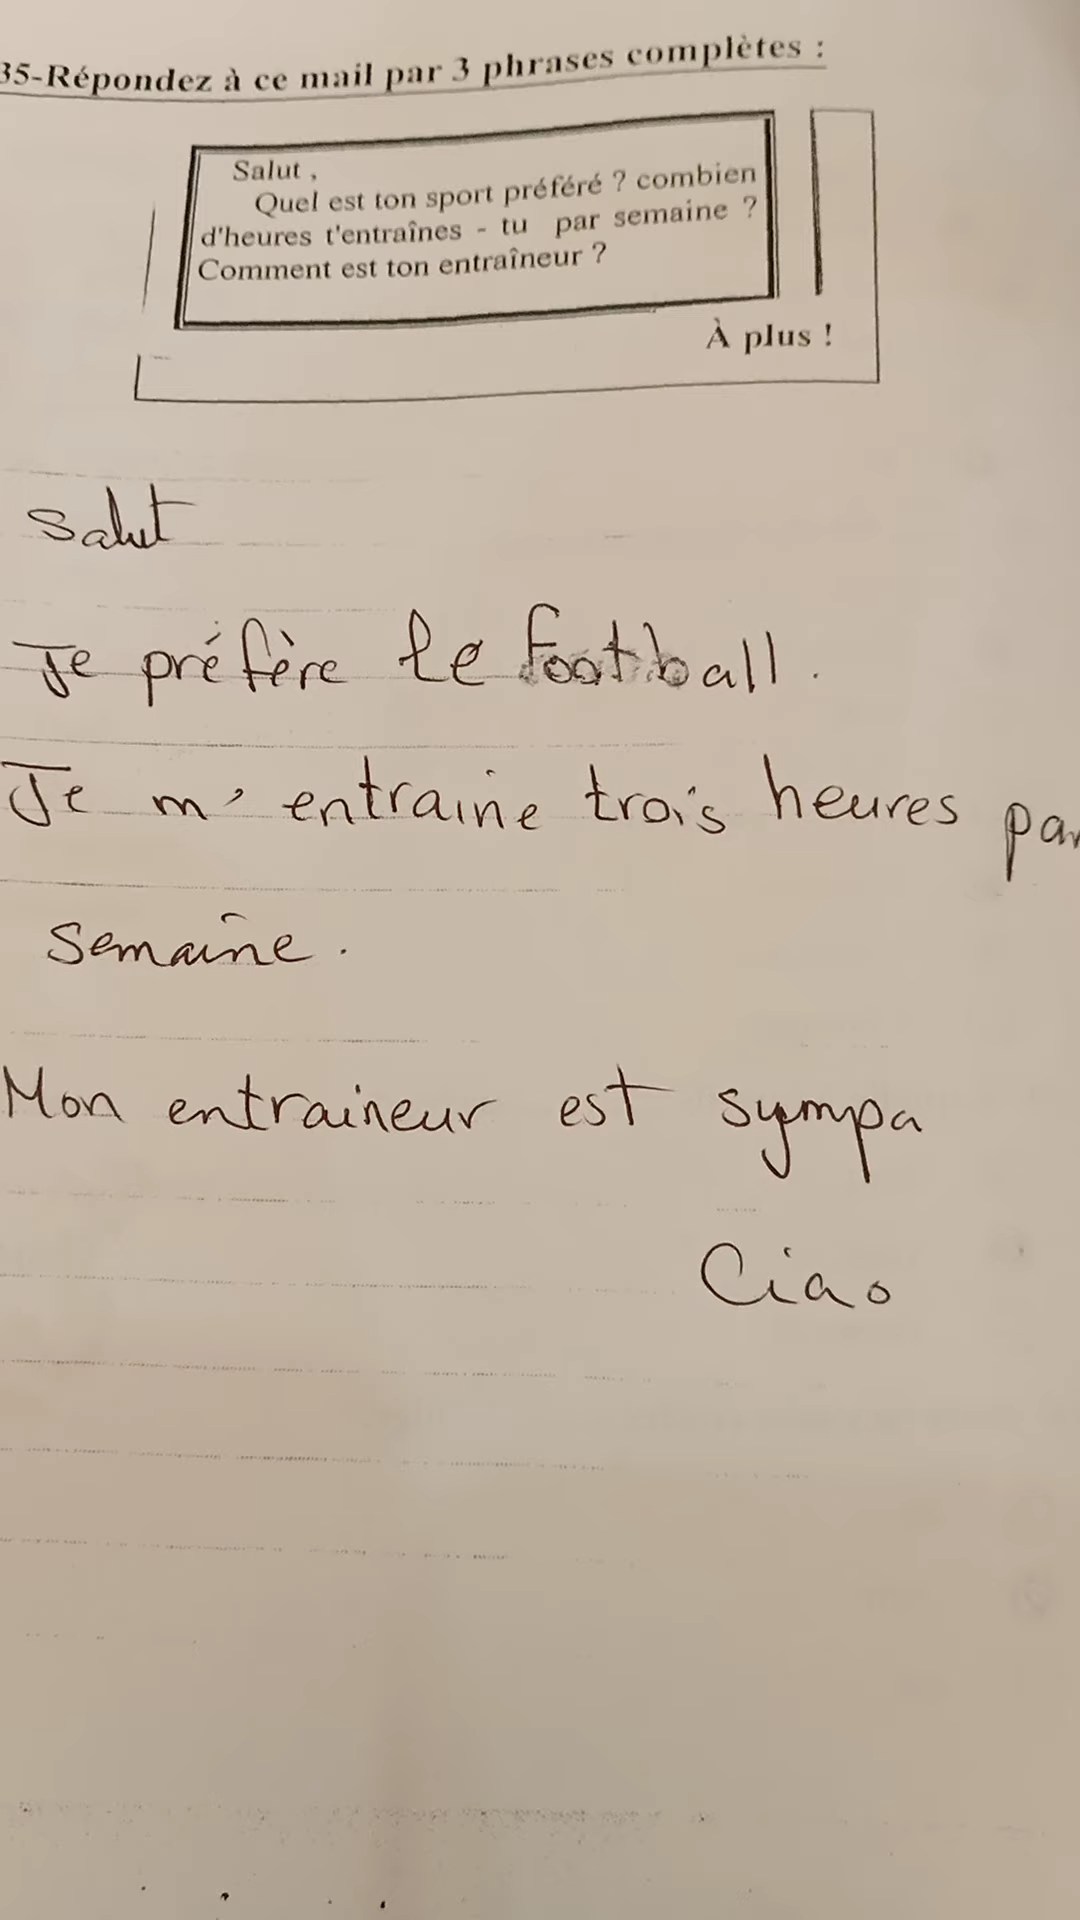 35-Répondez à ce mail par 3 phrases complètes :
Salut ,
Quel est ton sport préféré ? combien
d'heures t'entraînes - tu par semaine ?
Comment est ton entraîneur ?
À plus !
Salut
Je préfère le football.
Je m'entraine trois heures par
semaîne.
Mon entraineur est sympa
Ciao